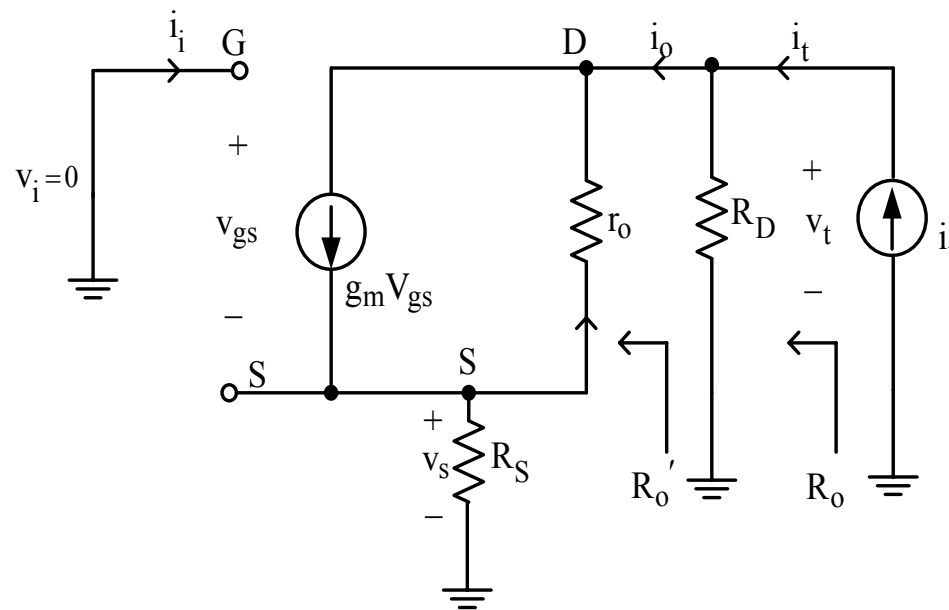 i_i
G
D
i_o
i_t
+
v_i=0
v_gs
−
g_mV_gs
r_o
R_D
+
v_t
−
i
S
S
+
v_s
−
R_S
R_o′
R_o